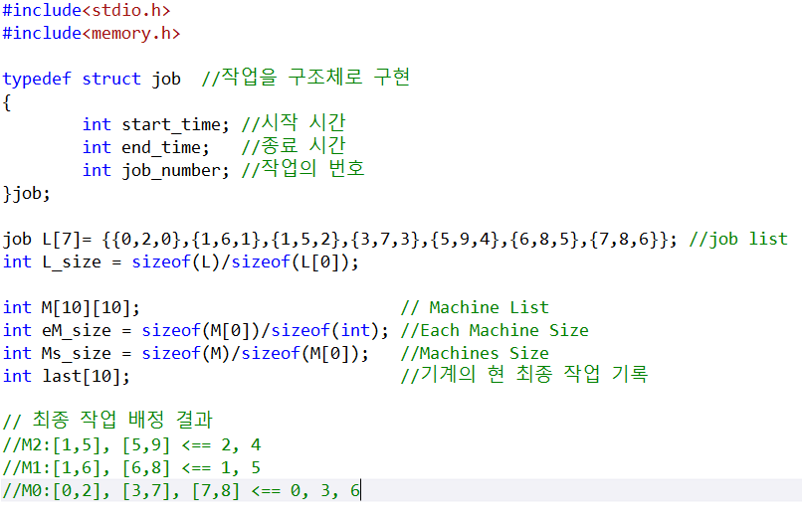 #include<stdio.h>
#include<memory.h>
typedef struct job  //작업을 구조체로 구현
{
        int start_time; //시작 시간
        int end_time;   //종료 시간
        int job_number; //작업의 번호
}job;
job L[7]= {{0,2,0},{1,6,1},{1,5,2},{3,7,3},{5,9,4},{6,8,5},{7,8,6}}; //job list
int L_size = sizeof(L)/sizeof(L[0]);
int M[10][10];                          // Machine List
int eM_size = sizeof(M[0])/sizeof(int); //Each Machine Size
int Ms_size = sizeof(M)/sizeof(M[0]);   //Machines Size
int last[10];                           //기계의 현 최종 작업 기록
// 최종 작업 배정 결과
//M2:[1,5], [5,9] <== 2, 4
//M1:[1,6], [6,8] <== 1, 5
//M0:[0,2], [3,7], [7,8] <== 0, 3, 6